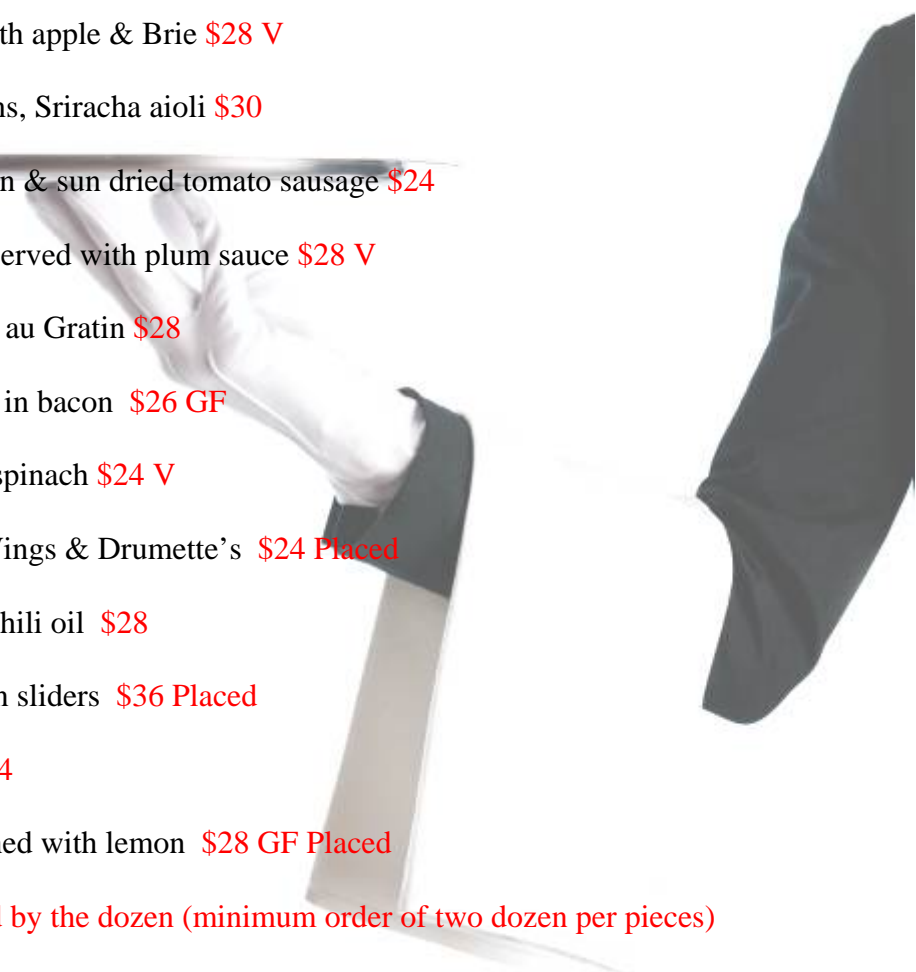 th apple & Brie $28 V
ns, Sriracha aioli $30
n & sun dried tomato sausage $24
erved with plum sauce $28 V
au Gratin $28
in bacon $26 GF
spinach $24 V
ings & Drumette’s $24 Placed
hili oil $28
n sliders $36 Placed
4
ned with lemon $28 GF Placed
by the dozen (minimum order of two dozen per pieces)